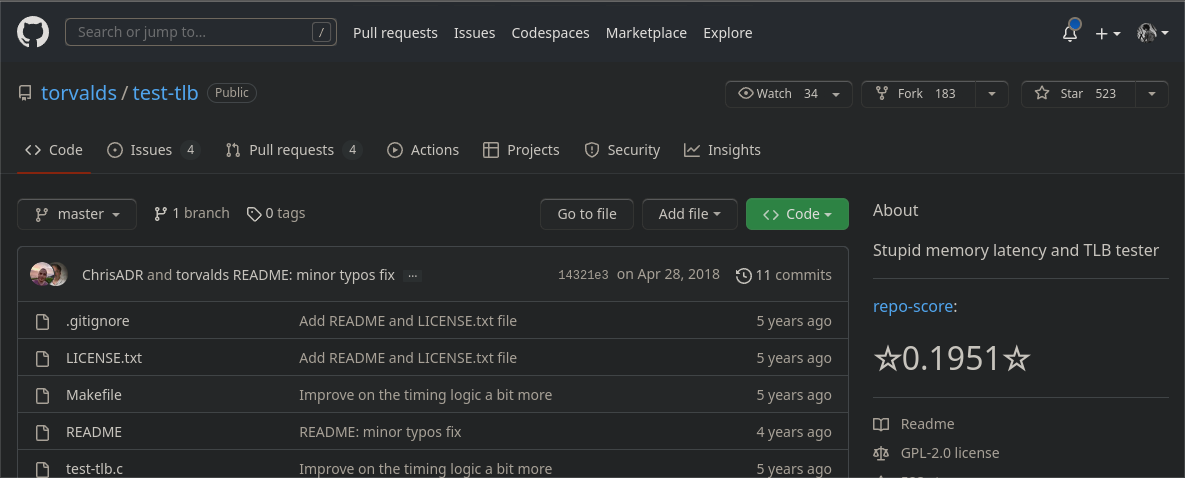 Search or jump to... / Pull requests Issues Codespaces Marketplace Explore
torvalds / test-tlb Public Watch 34 Fork 183 Star 523
Code Issues 4 Pull requests 4 Actions Projects Security Insights
master 1 branch 0 tags Go to file Add file Code
About
Stupid memory latency and TLB tester
ChrisADR and torvalds README: minor typos fix ... 14321e3 on Apr 28, 2018 11 commits
repo-score:
.gitignore Add README and LICENSE.txt file 5 years ago
☆0.1951☆
LICENSE.txt Add README and LICENSE.txt file 5 years ago
Makefile Improve on the timing logic a bit more 5 years ago
README README: minor typos fix 4 years ago
Readme
GPL-2.0 license
test-tlb.c Improve on the timing logic a bit more 5 years ago